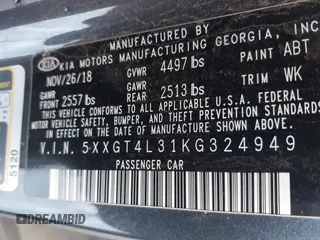 MANUFACTURED BY
KIA KIA MOTORS MANUFACTURING GEORGIA, INC.
NOV/26/18 GVWR 4497 lbs PAINT ABT
GAWR FRONT 2557 lbs GAWR REAR 2513 lbs TRIM WK
THIS VEHICLE CONFORMS TO ALL APPLICABLE U.S.A. FEDERAL
MOTOR VEHICLE SAFETY, BUMPER, AND THEFT PREVENTION
STANDARDS IN EFFECT ON THE DATE OF MANUFACTURE SHOWN ABOVE.
V.I.N. 5XXGT4L31KG324949
PASSENGER CAR
5120
DREAMBID